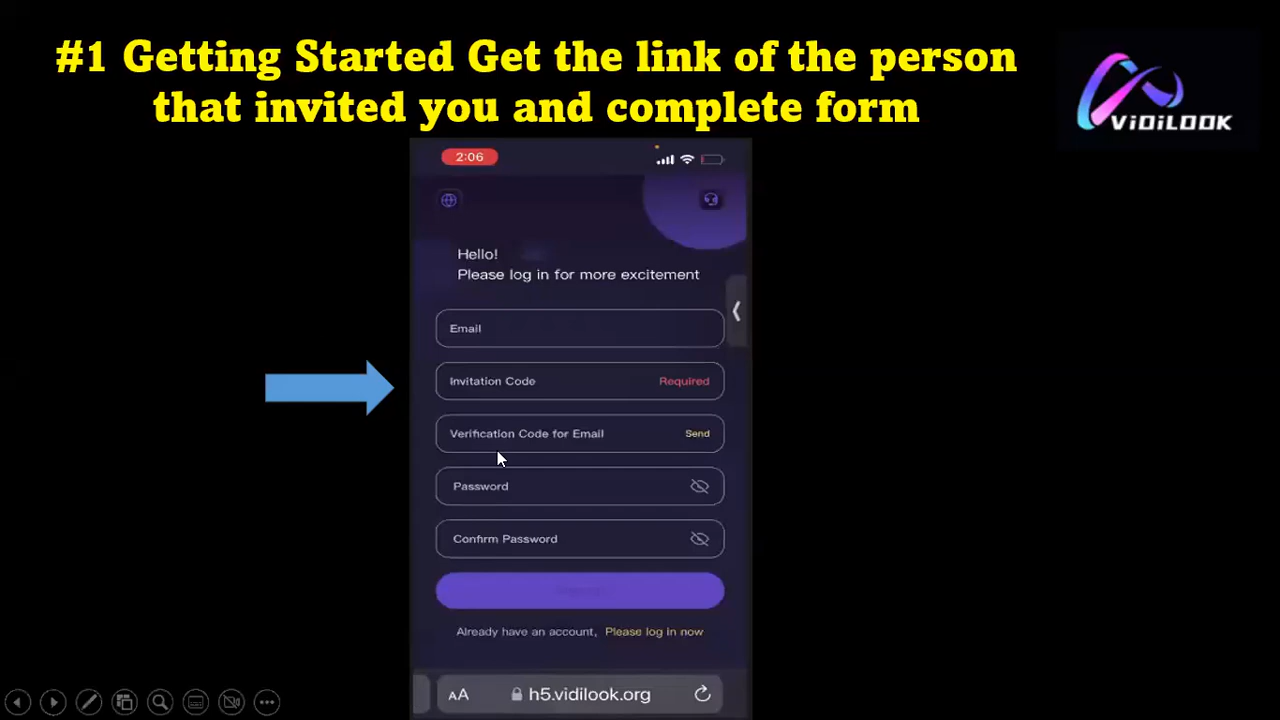 #1 Getting Started Get the link of the person
that invited you and complete form
ViDiLOOK
2:06
Hello!
Please log in for more excitement
Email
Invitation Code Required
Verification Code for Email Send
Password
Confirm Password
Already have an account, Please log in now
AA h5.vidilook.org